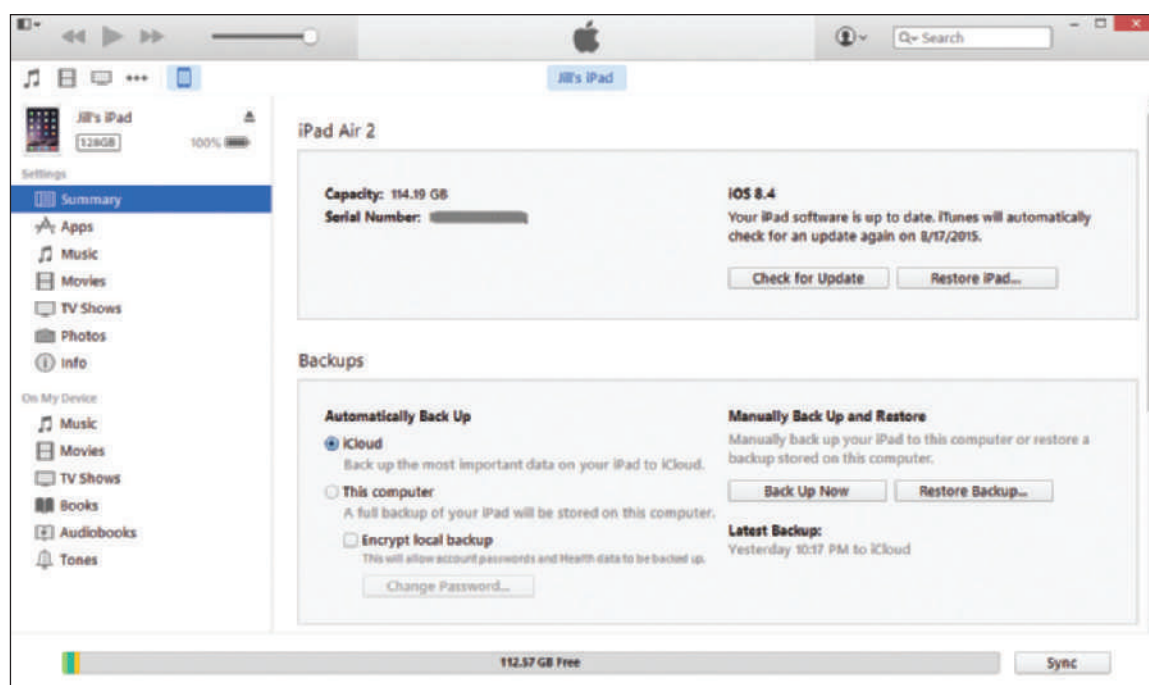 Search
Jill's iPad
Jill's iPad
128GB
100%
Settings
Summary
Apps
Music
Movies
TV Shows
Photos
Info
On My Device
Music
Movies
TV Shows
Books
Audiobooks
Tones
iPad Air 2
Capacity: 114.19 GB
Serial Number:
iOS 8.4
Your iPad software is up to date. iTunes will automatically
check for an update again on 8/17/2015.
Check for Update
Restore iPad...
Backups
Automatically Back Up
iCloud
Back up the most important data on your iPad to iCloud.
This computer
A full backup of your iPad will be stored on this computer.
Encrypt local backup
This will allow account passwords and Health data to be backed up.
Change Password...
Manually Back Up and Restore
Manually back up your iPad to this computer or restore a
backup stored on this computer.
Back Up Now
Restore Backup...
Latest Backup:
Yesterday 10:17 PM to iCloud
112.57 GB Free
Sync